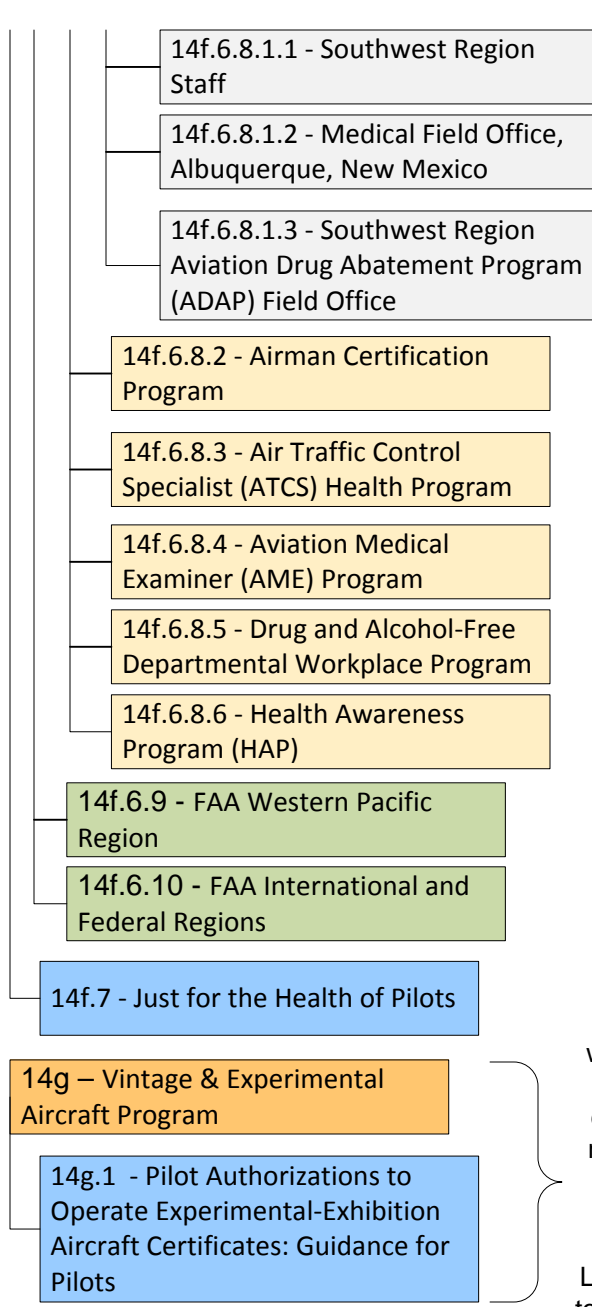 14f.6.8.1.1 - Southwest Region
Staff
14f.6.8.1.2 - Medical Field Office,
Albuquerque, New Mexico
14f.6.8.1.3 - Southwest Region
Aviation Drug Abatement Program
(ADAP) Field Office
14f.6.8.2 - Airman Certification
Program
14f.6.8.3 - Air Traffic Control
Specialist (ATCS) Health Program
14f.6.8.4 - Aviation Medical
Examiner (AME) Program
14f.6.8.5 - Drug and Alcohol-Free
Departmental Workplace Program
14f.6.8.6 - Health Awareness
Program (HAP)
14f.6.9 - FAA Western Pacific
Region
14f.6.10 - FAA International and
Federal Regions
14f.7 - Just for the Health of Pilots
14g – Vintage & Experimental
Aircraft Program
14g.1 - Pilot Authorizations to
Operate Experimental-Exhibition
Aircraft Certificates: Guidance for
Pilots